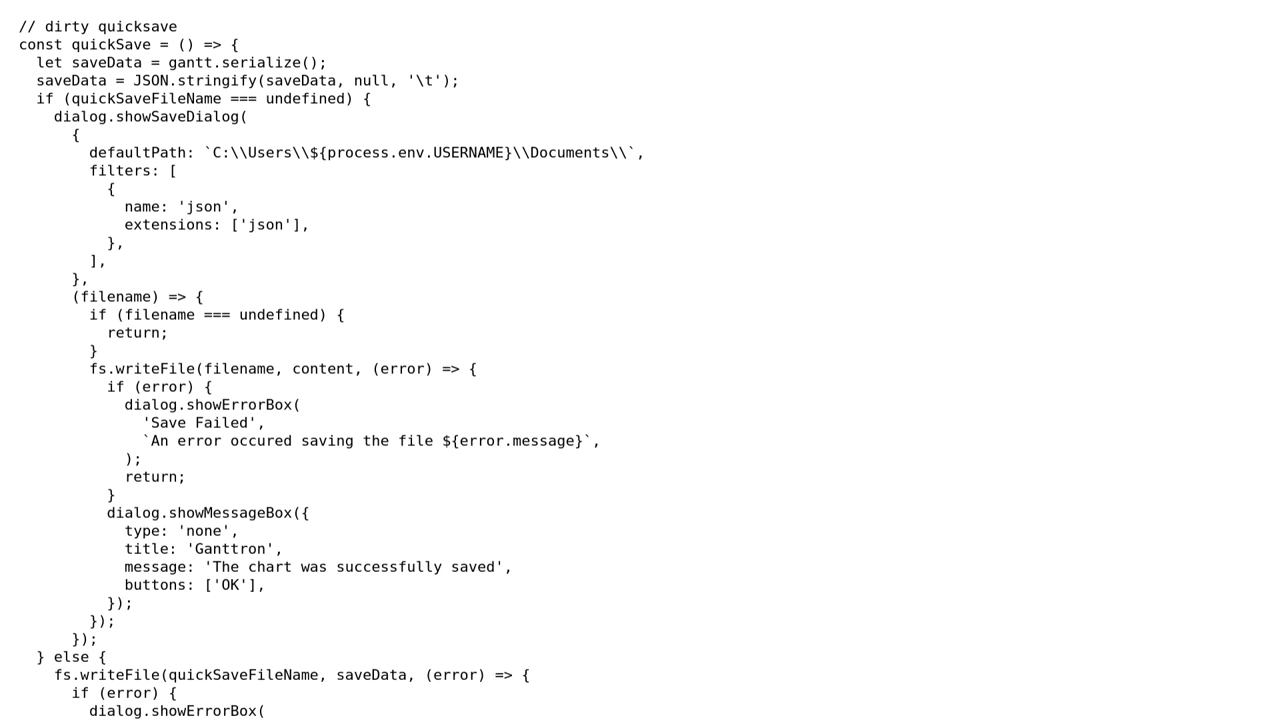 // dirty quicksave
const quickSave = () => {
  let saveData = gantt.serialize();
  saveData = JSON.stringify(saveData, null, '\t');
  if (quickSaveFileName === undefined) {
    dialog.showSaveDialog(
      {
        defaultPath: `C:\\Users\\${process.env.USERNAME}\\Documents\\`,
        filters: [
          {
            name: 'json',
            extensions: ['json'],
          },
        ],
      },
      (filename) => {
        if (filename === undefined) {
          return;
        }
        fs.writeFile(filename, content, (error) => {
          if (error) {
            dialog.showErrorBox(
              'Save Failed',
              `An error occured saving the file ${error.message}`,
            );
            return;
          }
          dialog.showMessageBox({
            type: 'none',
            title: 'Ganttron',
            message: 'The chart was successfully saved',
            buttons: ['OK'],
          });
        });
      });
  } else {
    fs.writeFile(quickSaveFileName, saveData, (error) => {
      if (error) {
        dialog.showErrorBox(